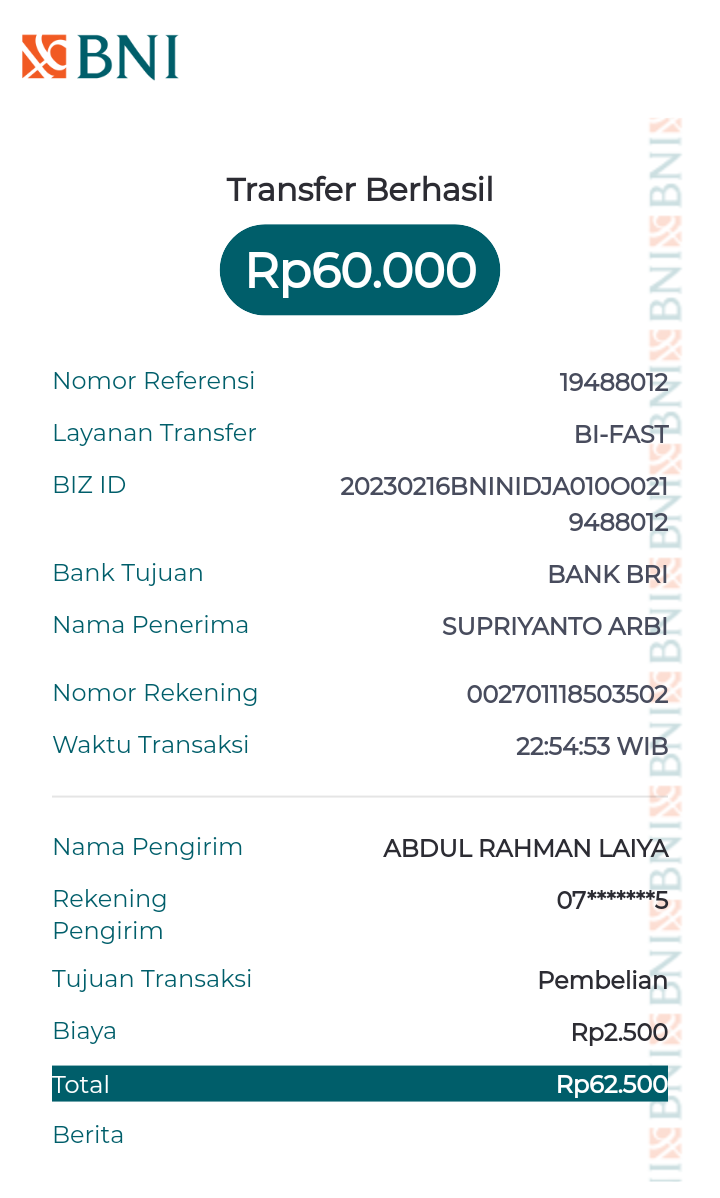 BNI
Transfer Berhasil
Rp60.000
Nomor Referensi 19488012
Layanan Transfer BI-FAST
BIZ ID 20230216BNINIDJA010O021
9488012
Bank Tujuan BANK BRI
Nama Penerima SUPRIYANTO ARBI
Nomor Rekening 002701118503502
Waktu Transaksi 22:54:53 WIB
Nama Pengirim ABDUL RAHMAN LAIYA
Rekening 07*******5
Pengirim
Tujuan Transaksi Pembelian
Biaya Rp2.500
Total Rp62.500
Berita
BNI BNI BNI BNI BNI BNI BNI BNI BNI